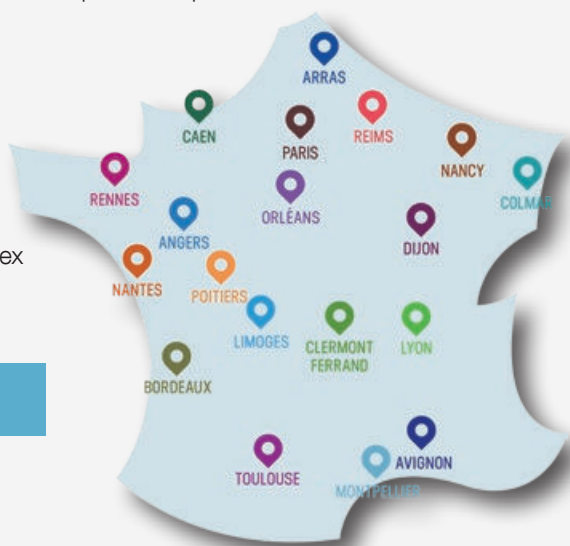 ARRAS
CAEN
PARIS
REIMS
NANCY
RENNES
ORLÉANS
COLMAR
ANGERS
DIJON
ex
NANTES
POITIERS
LIMOGES
CLERMONT
FERRAND
LYON
BORDEAUX
TOULOUSE
AVIGNON
MONTPELLIER